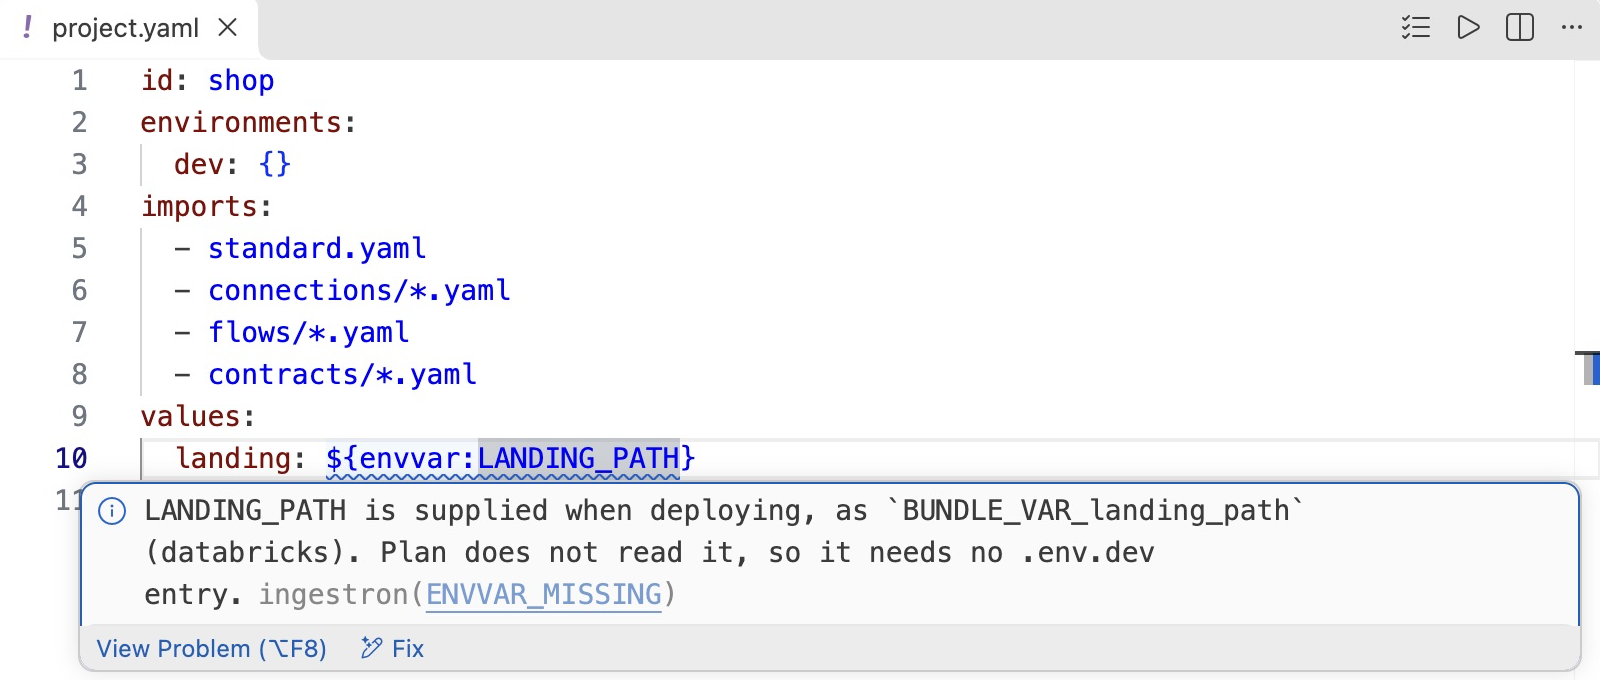 project.yaml
1 id: shop
2 environments:
3 dev: {}
4 imports:
5 - standard.yaml
6 - connections/*.yaml
7 - flows/*.yaml
8 - contracts/*.yaml
9 values:
10 landing: ${envvar:LANDING_PATH}
11
LANDING_PATH is supplied when deploying, as `BUNDLE_VAR_landing_path`
(databricks). Plan does not read it, so it needs no .env.dev
entry. ingestron(ENVVAR_MISSING)
View Problem (⌥F8) Fix